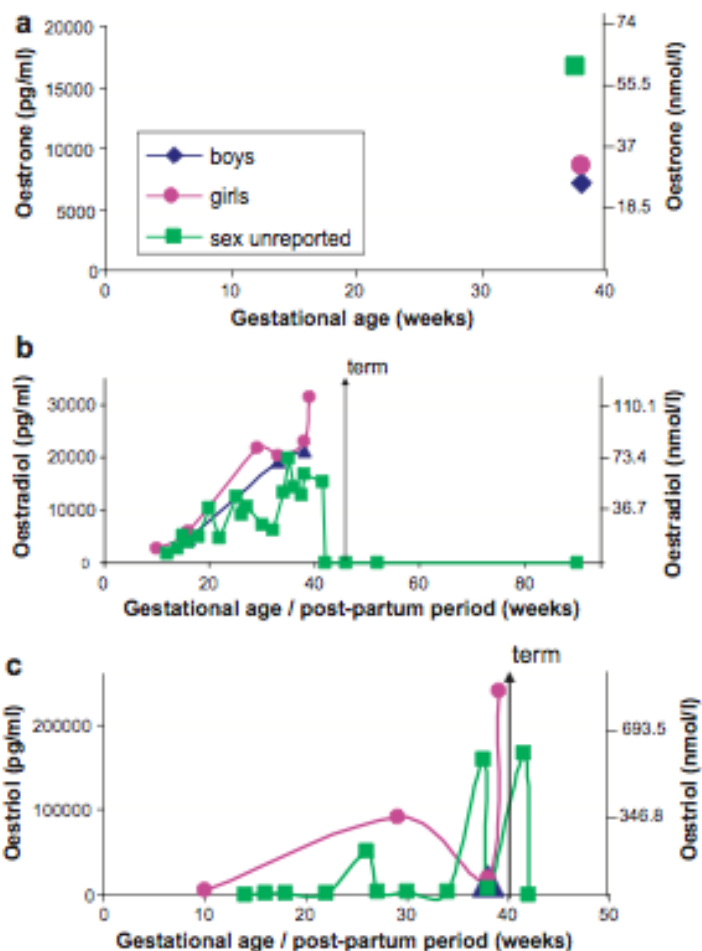 a
20000
15000
10000
5000
0
Oestrone (pg/ml)
74
55.5
37
18.5
Oestrone (nmol/l)
boys
girls
sex unreported
0 10 20 30 40
Gestational age (weeks)
b
term
30000
20000
10000
0
Oestradiol (pg/ml)
110.1
73.4
36.7
Oestradiol (nmol/l)
0 20 40 60 80
Gestational age / post-partum period (weeks)
c
term
200000
100000
0
Oestriol (pg/ml)
693.5
346.8
Oestriol (nmol/l)
0 10 20 30 40 50
Gestational age / post-partum period (weeks)